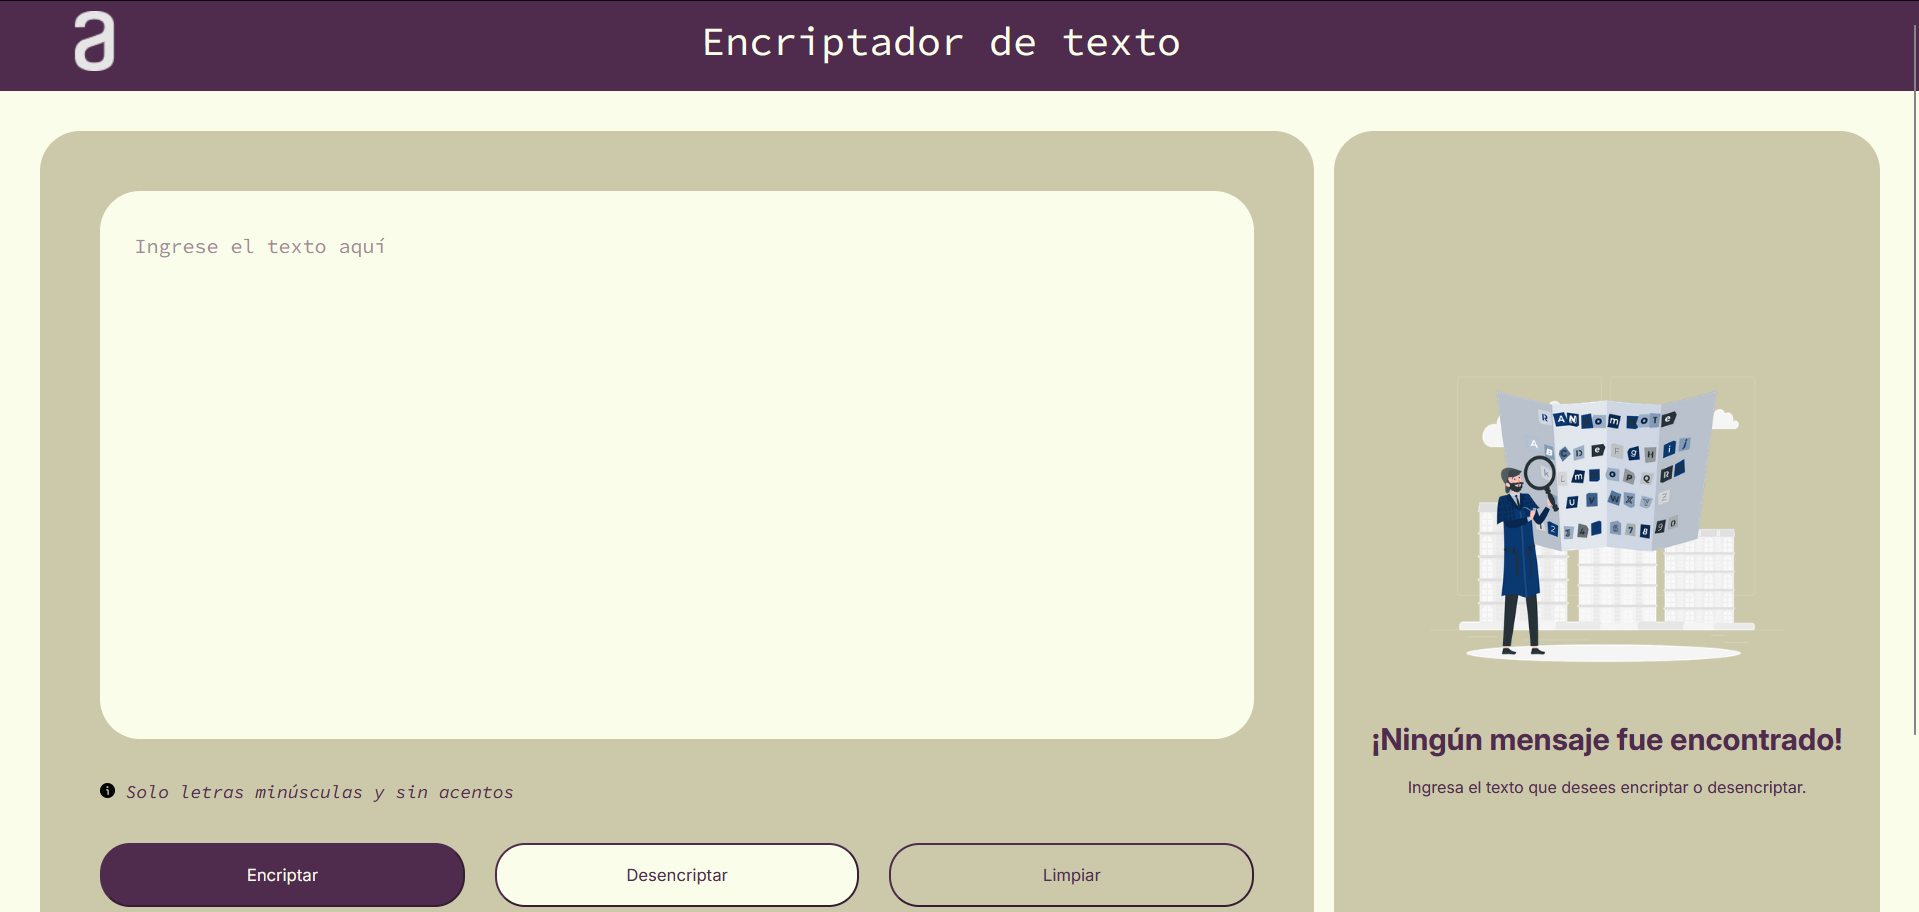 a
Encriptador de texto
Ingrese el texto aquí
Solo letras minúsculas y sin acentos
Encriptar
Desencriptar
Limpiar
¡Ningún mensaje fue encontrado!
Ingresa el texto que desees encriptar o desencriptar.